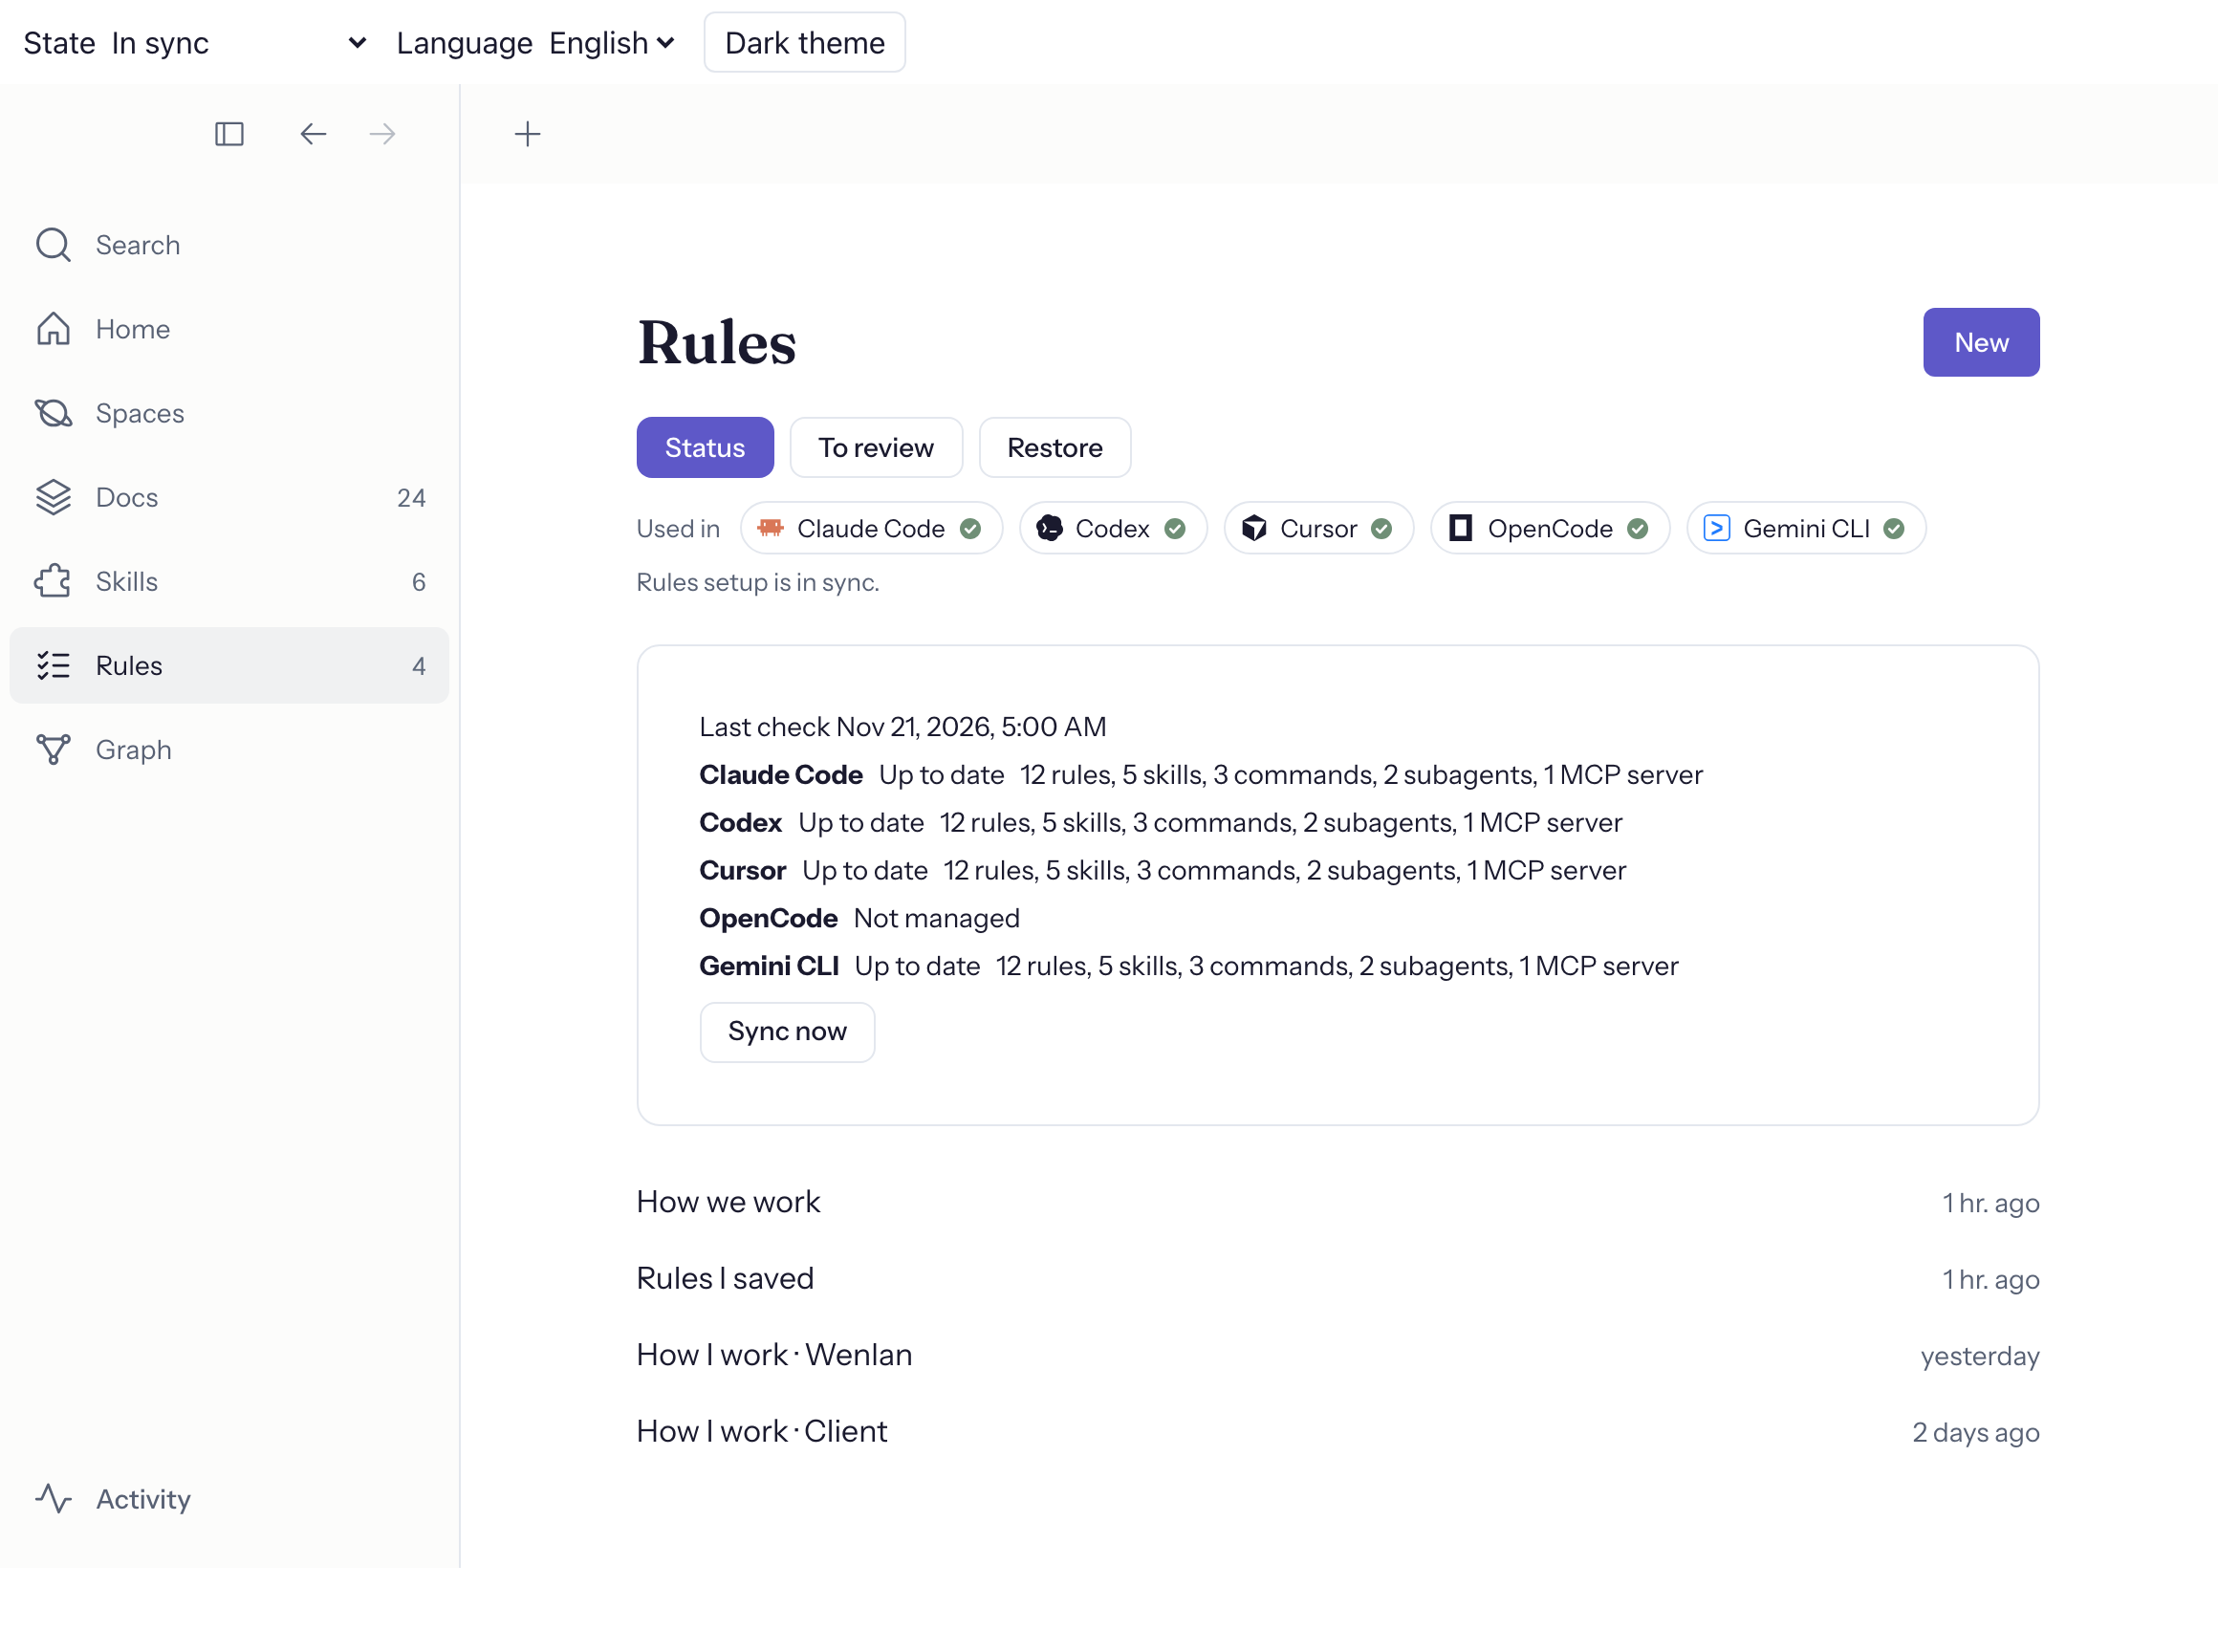 State In sync Language English Dark theme
Search
Home
Spaces
Docs 24
Skills 6
Rules 4
Graph
Activity
Rules New
Status To review Restore
Used in Claude Code Codex Cursor OpenCode Gemini CLI
Rules setup is in sync.
Last check Nov 21, 2026, 5:00 AM
Claude Code Up to date 12 rules, 5 skills, 3 commands, 2 subagents, 1 MCP server
Codex Up to date 12 rules, 5 skills, 3 commands, 2 subagents, 1 MCP server
Cursor Up to date 12 rules, 5 skills, 3 commands, 2 subagents, 1 MCP server
OpenCode Not managed
Gemini CLI Up to date 12 rules, 5 skills, 3 commands, 2 subagents, 1 MCP server
Sync now
How we work 1 hr. ago
Rules I saved 1 hr. ago
How I work · Wenlan yesterday
How I work · Client 2 days ago